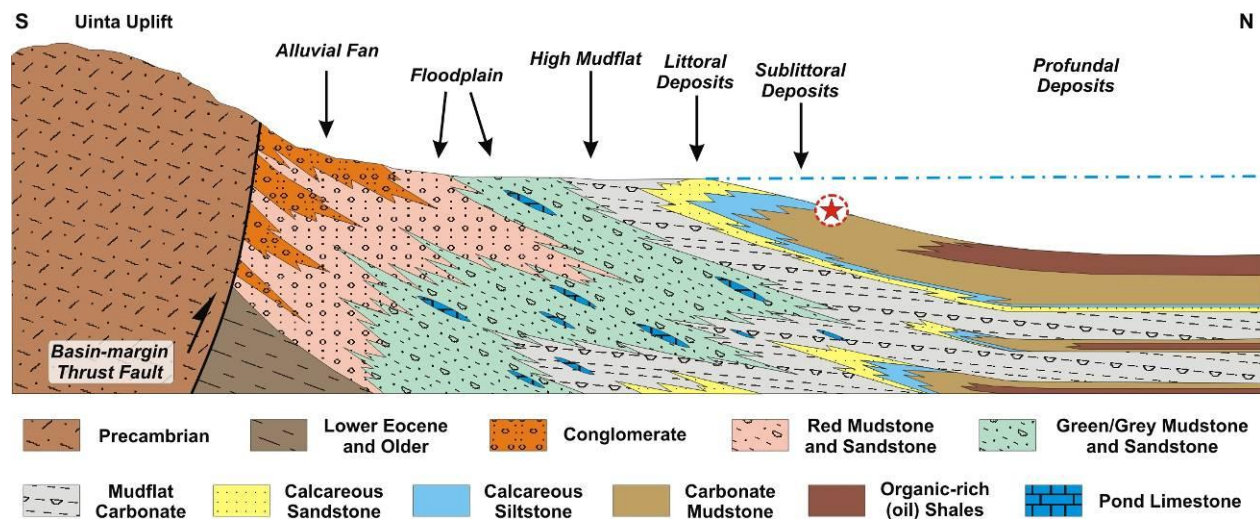 S
Uinta Uplift
N
Alluvial Fan
Floodplain
High Mudflat
Littoral
Deposits
Sublittoral
Deposits
Profundal
Deposits
Basin-margin
Thrust Fault
Precambrian
Lower Eocene
and Older
Conglomerate
Red Mudstone
and Sandstone
Green/Grey Mudstone
and Sandstone
Mudflat
Carbonate
Calcareous
Sandstone
Calcareous
Siltstone
Carbonate
Mudstone
Organic-rich
(oil) Shales
Pond Limestone